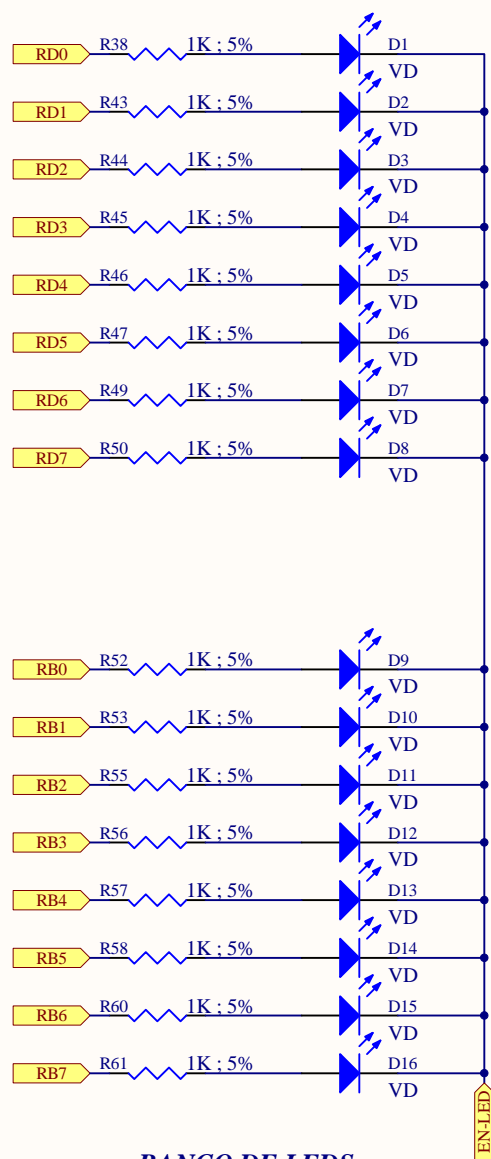 RD0 R38 1K ; 5% D1
VD
RD1 R43 1K ; 5% D2
VD
RD2 R44 1K ; 5% D3
VD
RD3 R45 1K ; 5% D4
VD
RD4 R46 1K ; 5% D5
VD
RD5 R47 1K ; 5% D6
VD
RD6 R49 1K ; 5% D7
VD
RD7 R50 1K ; 5% D8
VD
RB0 R52 1K ; 5% D9
VD
RB1 R53 1K ; 5% D10
VD
RB2 R55 1K ; 5% D11
VD
RB3 R56 1K ; 5% D12
VD
RB4 R57 1K ; 5% D13
VD
RB5 R58 1K ; 5% D14
VD
RB6 R60 1K ; 5% D15
VD
RB7 R61 1K ; 5% D16
VD
EN-LED
BANCO DE LEDS